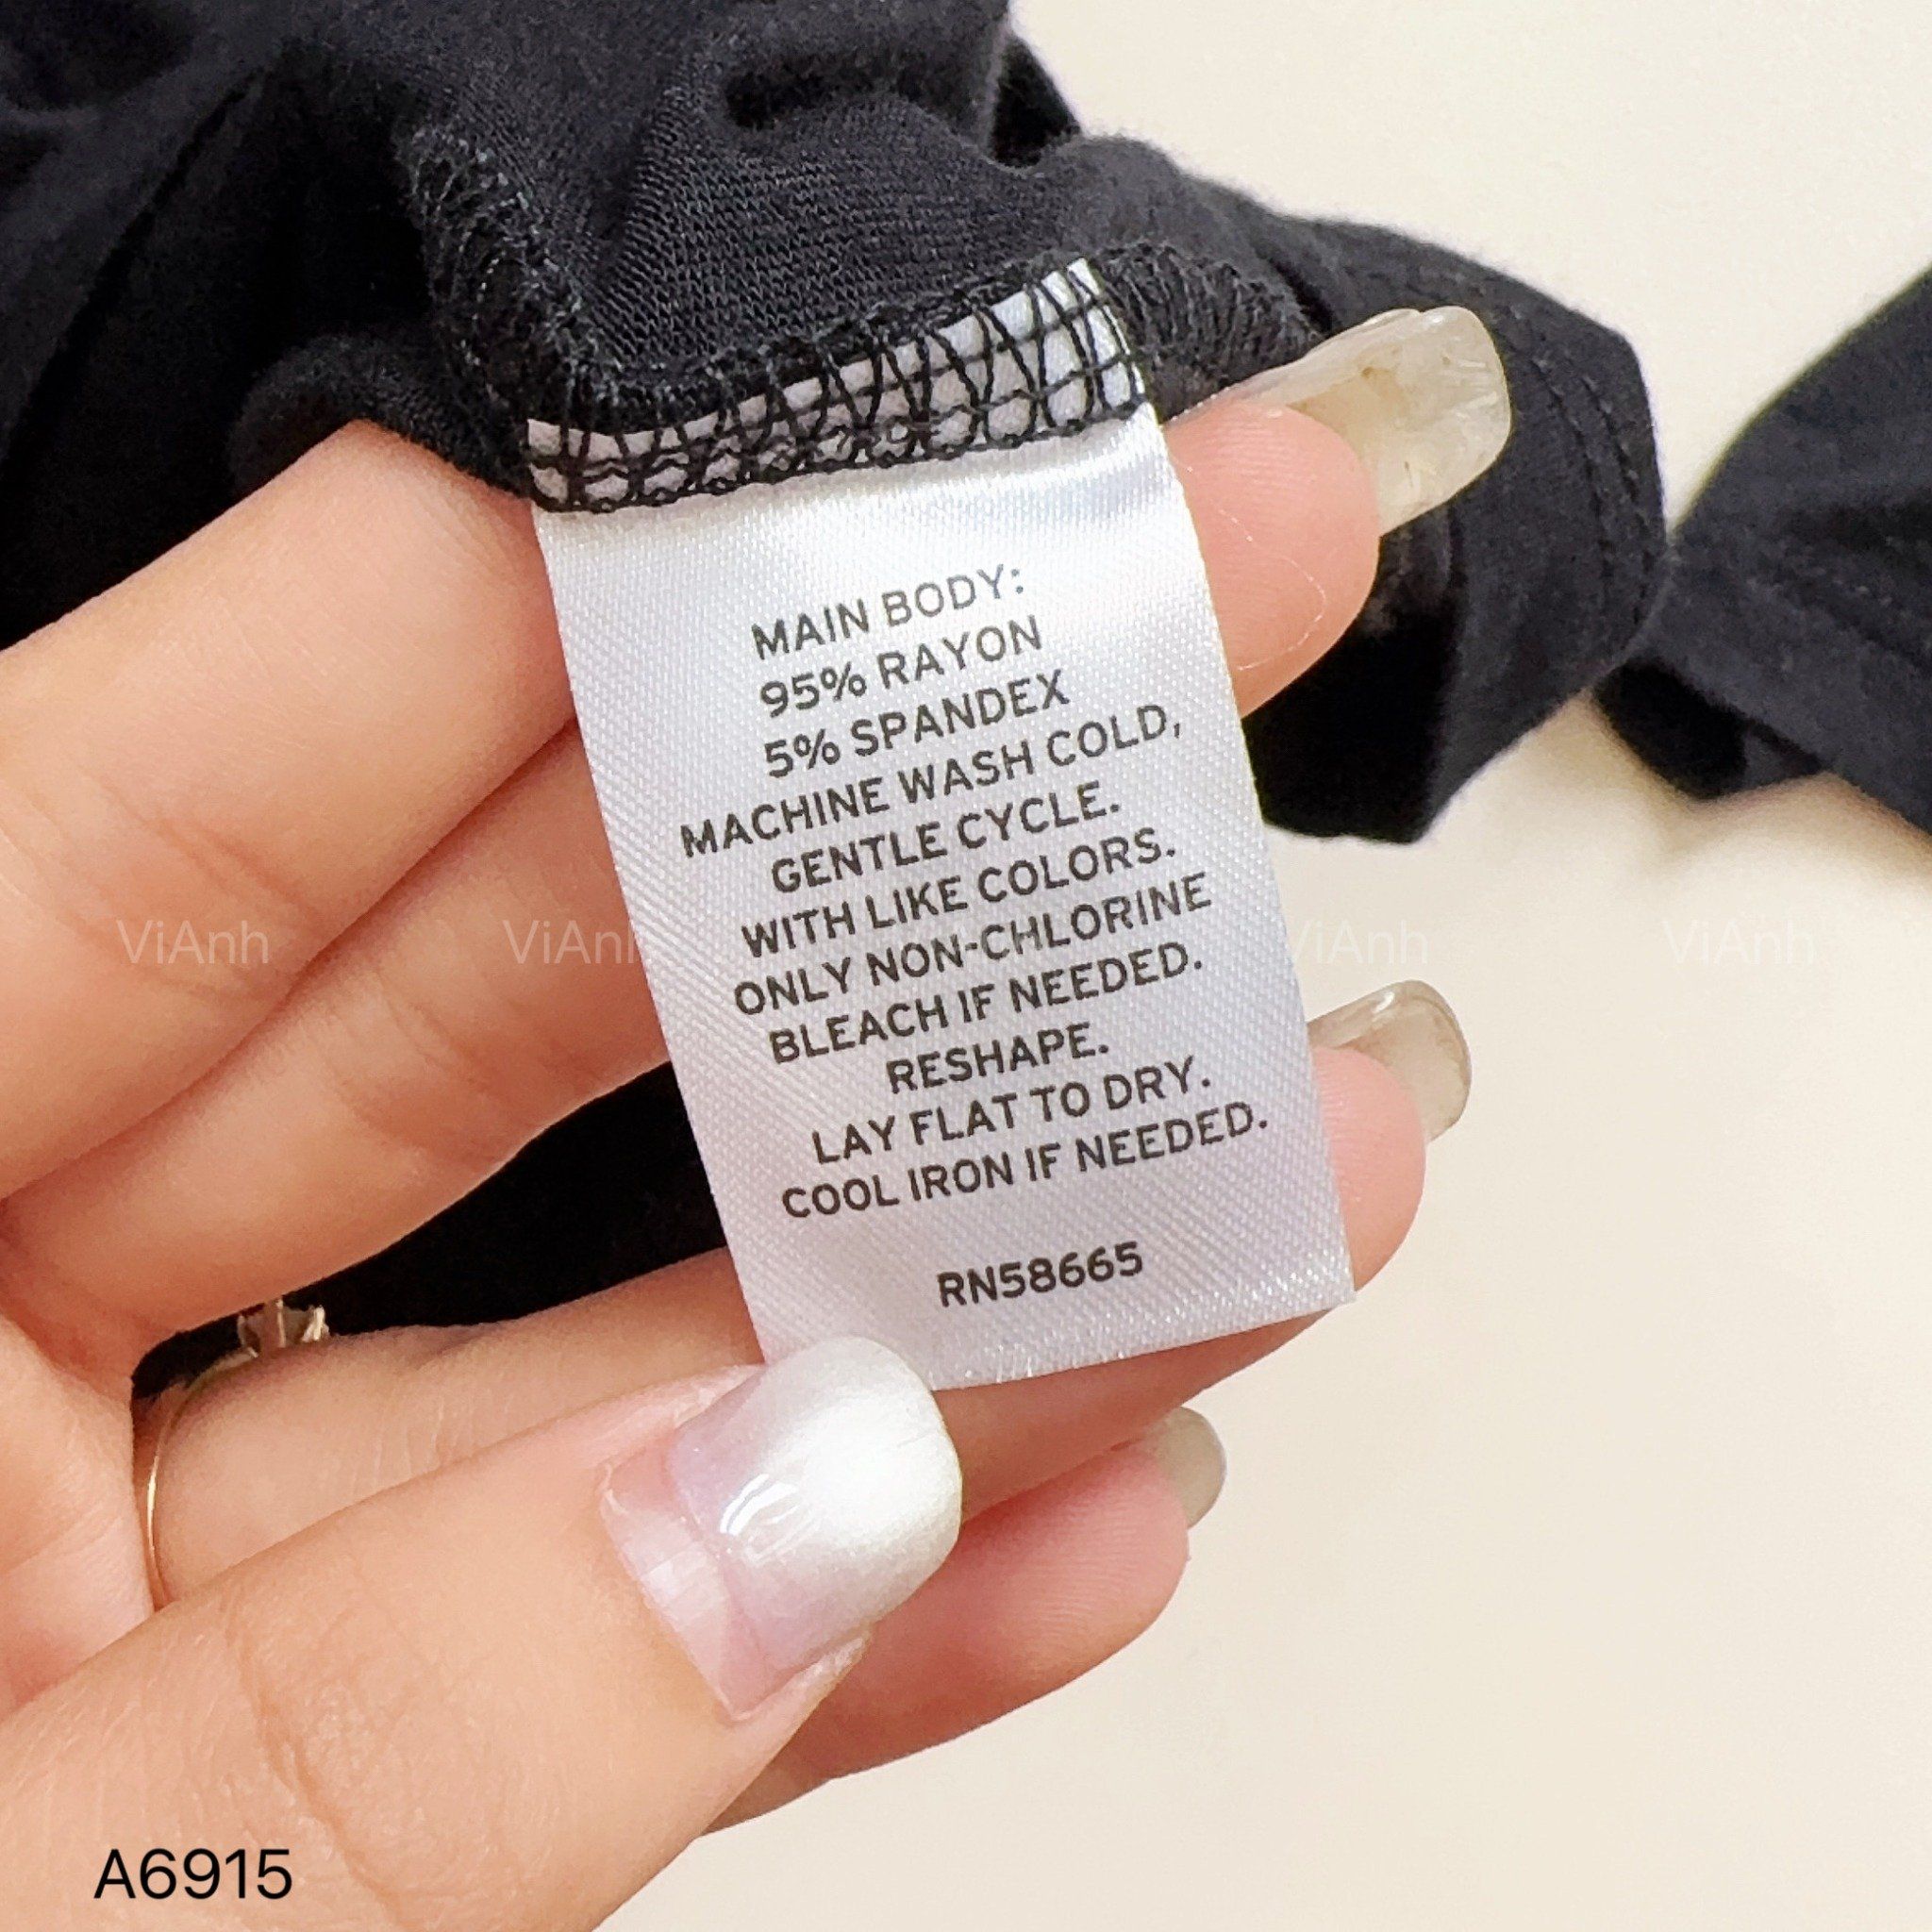 MAIN BODY:
95% RAYON
5% SPANDEX
MACHINE WASH COLD,
GENTLE CYCLE.
WITH LIKE COLORS.
ONLY NON-CHLORINE
BLEACH IF NEEDED.
RESHAPE.
LAY FLAT TO DRY.
COOL IRON IF NEEDED.
RN58665
ViAnh ViAnh ViAnh ViAnh
A6915